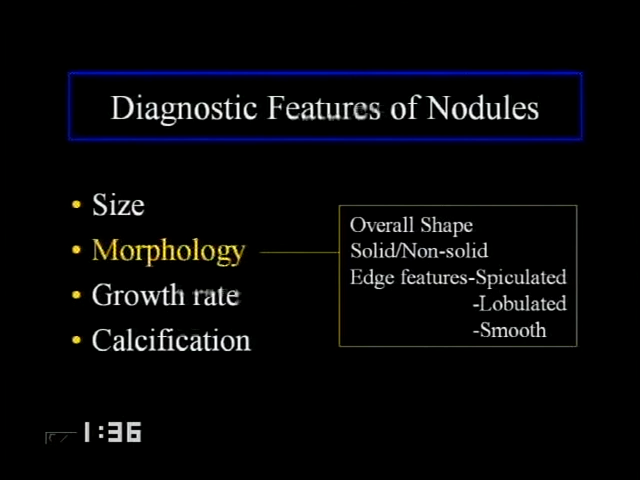 Diagnostic Features of Nodules
• Size
• Morphology
• Growth rate
• Calcification
Overall Shape
Solid/Non-solid
Edge features-Spiculated
-Lobulated
-Smooth
1:36